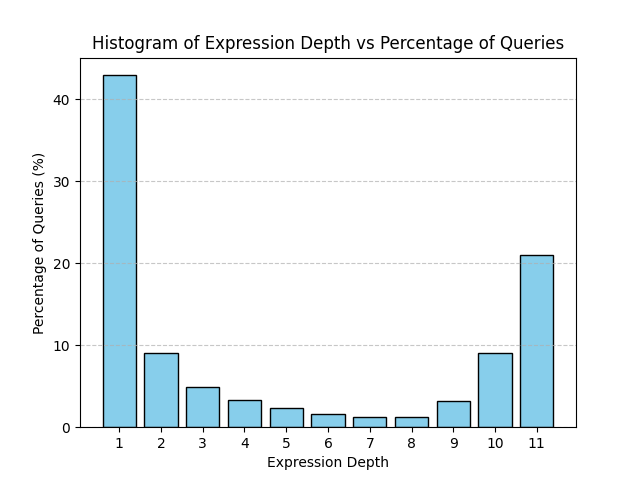 Histogram of Expression Depth vs Percentage of Queries
Percentage of Queries (%)
40
30
20
10
0
1 2 3 4 5 6 7 8 9 10 11
Expression Depth